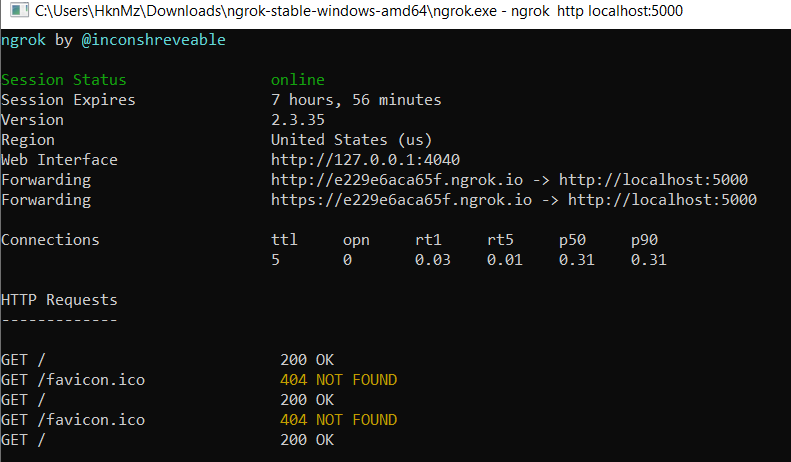 C:\Users\HknMz\Downloads\ngrok-stable-windows-amd64\ngrok.exe - ngrok  http localhost:5000
ngrok by @inconshreveable
Session Status                online
Session Expires               7 hours, 56 minutes
Version                       2.3.35
Region                        United States (us)
Web Interface                 http://127.0.0.1:4040
Forwarding                    http://e229e6aca65f.ngrok.io -> http://localhost:5000
Forwarding                    https://e229e6aca65f.ngrok.io -> http://localhost:5000
Connections                   ttl     opn     rt1     rt5     p50     p90
                              5       0       0.03    0.01    0.31    0.31
HTTP Requests
-------------
GET /                          200 OK
GET /favicon.ico               404 NOT FOUND
GET /                          200 OK
GET /favicon.ico               404 NOT FOUND
GET /                          200 OK